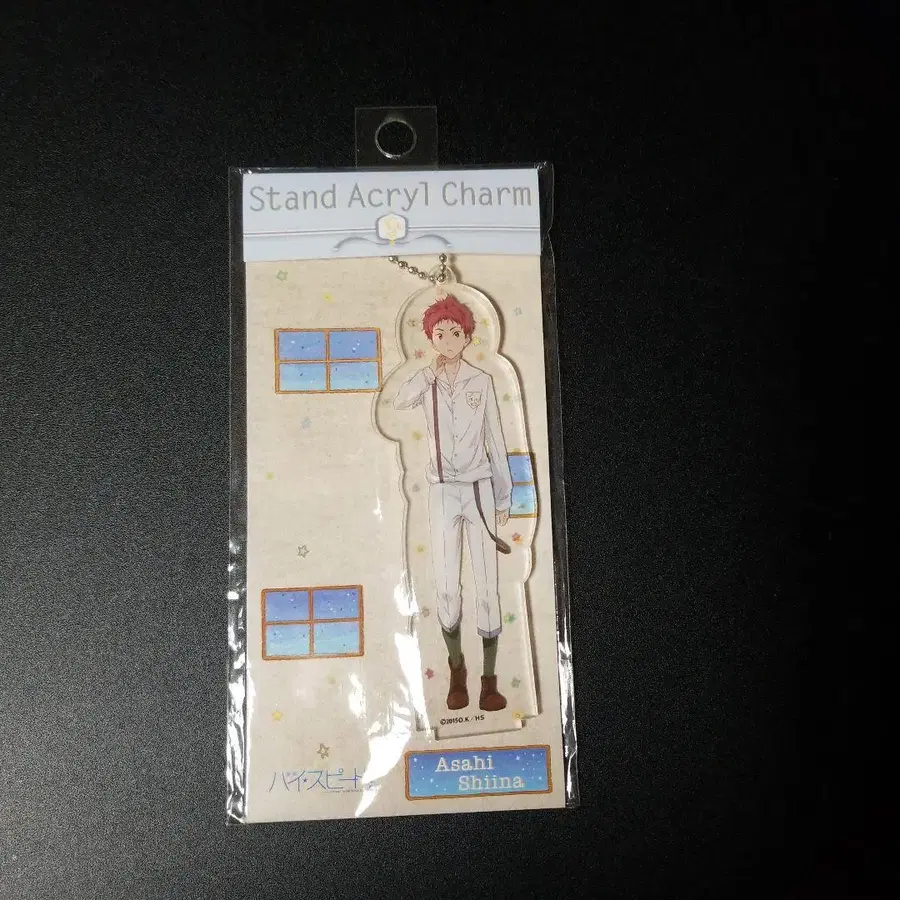 Stand Acryl Charm
©2015O.K/HS
ハイ☆スピード
Asahi
Shiina